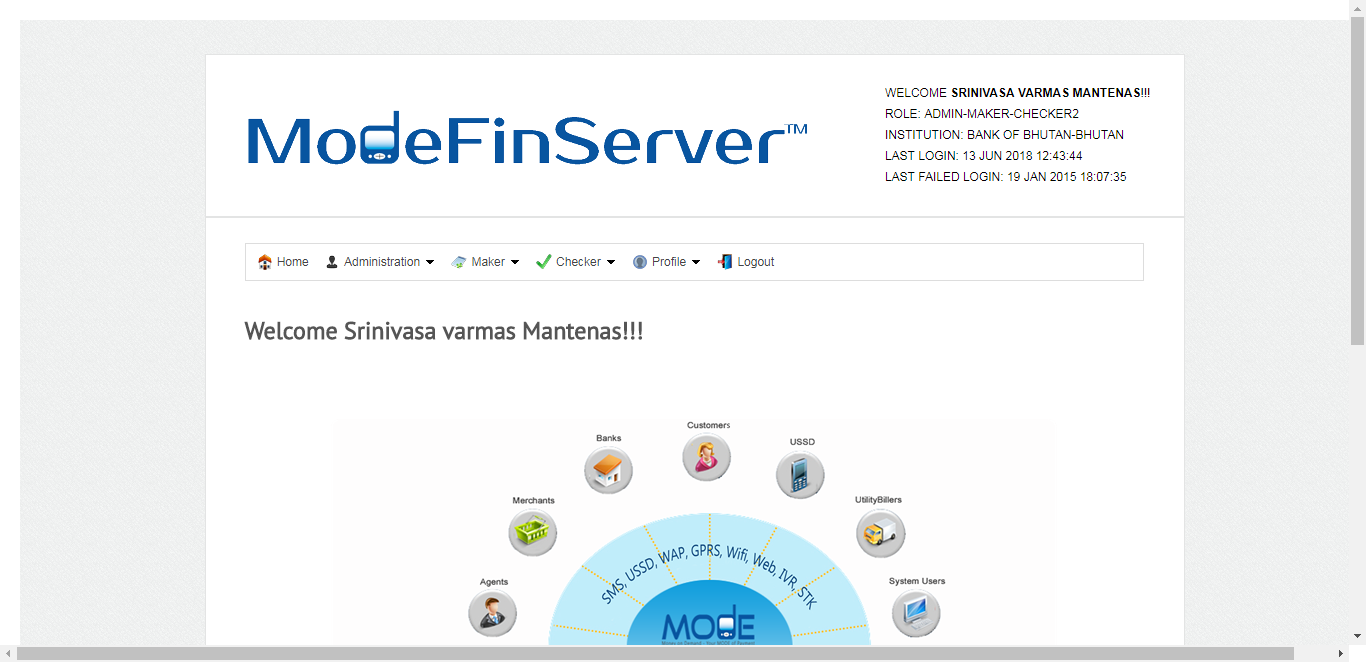 WELCOME SRINIVASA VARMAS MANTENAS!!!
ModeFinServer™
ROLE: ADMIN-MAKER-CHECKER2
INSTITUTION: BANK OF BHUTAN-BHUTAN
LAST LOGIN: 13 JUN 2018 12:43:44
LAST FAILED LOGIN: 19 JAN 2015 18:07:35
Home Administration Maker Checker Profile Logout
Welcome Srinivasa varmas Mantenas!!!
Customers
Banks
USSD
Merchants
UtilityBillers
SMS, USSD, WAP, GPRS, Wifi, Web, IVR, STK
Agents
System Users
MODE